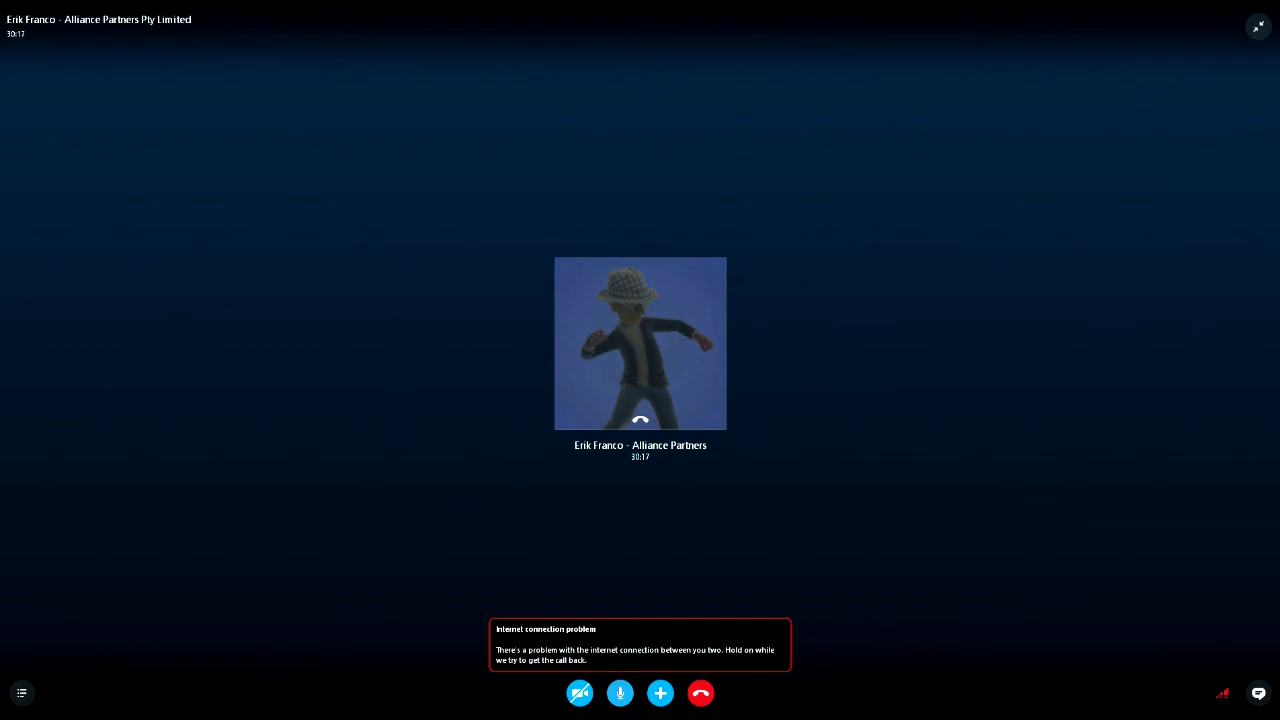 Erik Franco - Alliance Partners Pty Limited
30:17
Erik Franco - Alliance Partners
30:17
Internet connection problem
There's a problem with the internet connection between you two. Hold on while
we try to get the call back.